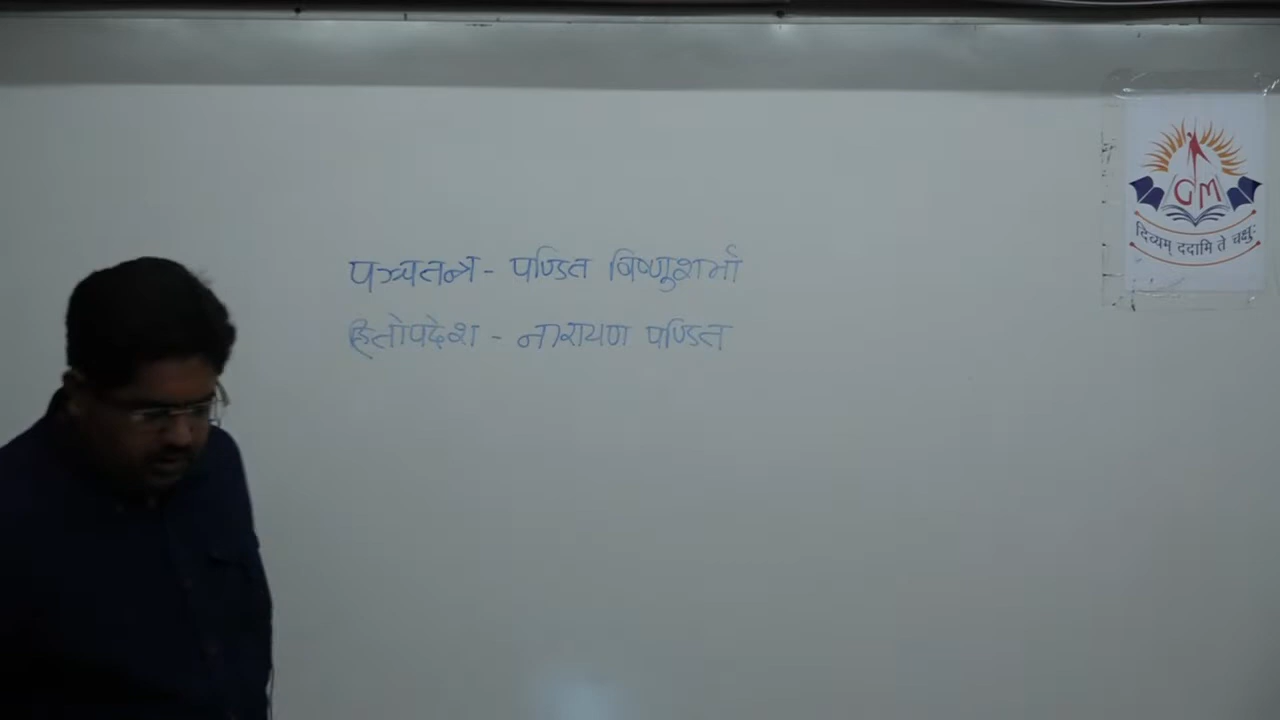 पञ्चतन्त्र - पण्डित विष्णुशर्मा
हितोपदेश - नारायण पण्डित
GM
दिव्यम् ददामि ते चक्षुः